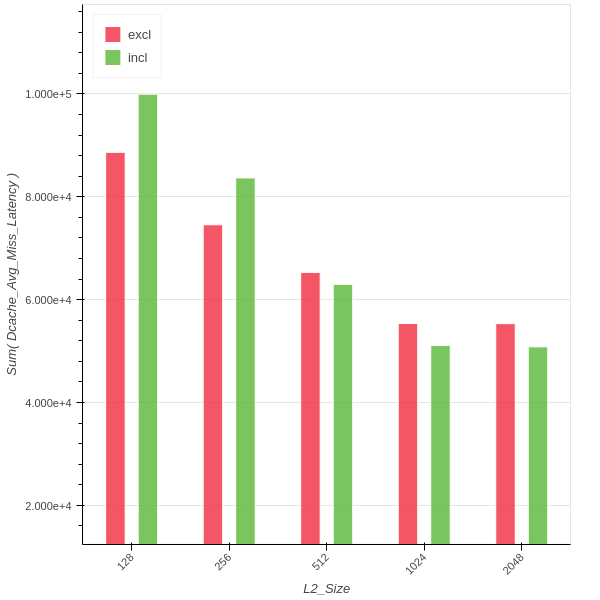 excl
incl
1.000e+5
8.000e+4
6.000e+4
4.000e+4
2.000e+4
Sum( Dcache_Avg_Miss_Latency )
128
256
512
1024
2048
L2_Size